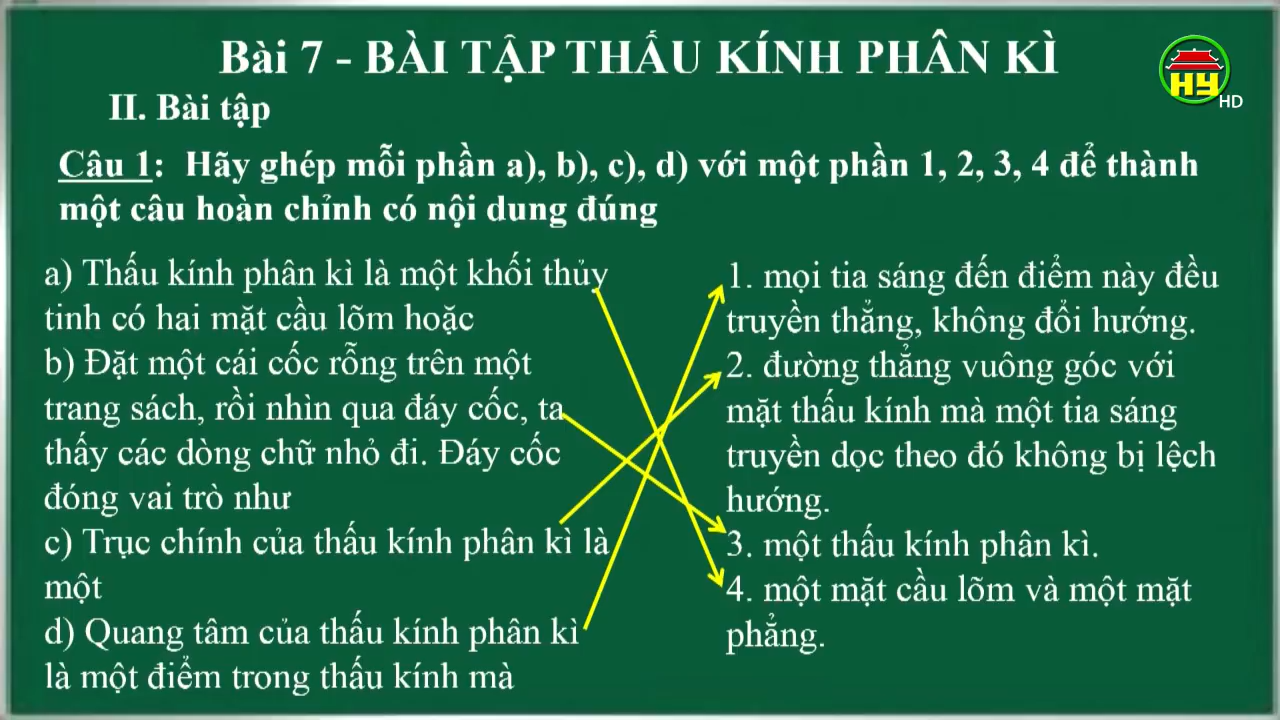 Bài 7 - BÀI TẬP THẤU KÍNH PHÂN KÌ
HY
HD
II. Bài tập
Câu 1: Hãy ghép mỗi phần a), b), c), d) với một phần 1, 2, 3, 4 để thành
một câu hoàn chỉnh có nội dung đúng
a) Thấu kính phân kì là một khối thủy
tinh có hai mặt cầu lõm hoặc
b) Đặt một cái cốc rỗng trên một
trang sách, rồi nhìn qua đáy cốc, ta
thấy các dòng chữ nhỏ đi. Đáy cốc
đóng vai trò như
c) Trục chính của thấu kính phân kì là
một
d) Quang tâm của thấu kính phân kì
là một điểm trong thấu kính mà
1. mọi tia sáng đến điểm này đều
truyền thẳng, không đổi hướng.
2. đường thẳng vuông góc với
mặt thấu kính mà một tia sáng
truyền dọc theo đó không bị lệch
hướng.
3. một thấu kính phân kì.
4. một mặt cầu lõm và một mặt
phẳng.